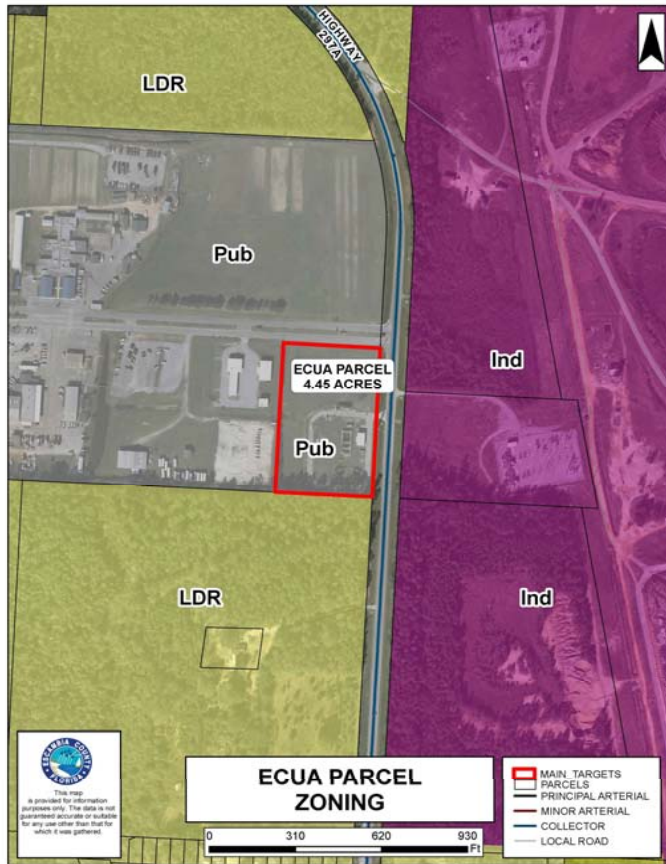 HIGHWAY
297A
LDR
Pub
Ind
ECUA PARCEL
4.45 ACRES
Pub
LDR
Ind
ESCAMBIA COUNTY
FLORIDA
This map
is provided for information
purposes only. The data is not
guaranteed accurate or suitable
for any use other than that for
which it was gathered.
ECUA PARCEL
ZONING
0 310 620 930
Ft
MAIN_TARGETS
PARCELS
PRINCIPAL ARTERIAL
MINOR ARTERIAL
COLLECTOR
LOCAL ROAD